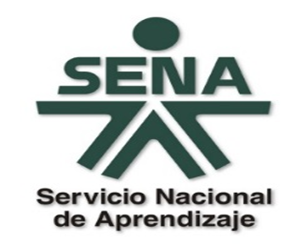 SENA
Servicio Nacional
de Aprendizaje